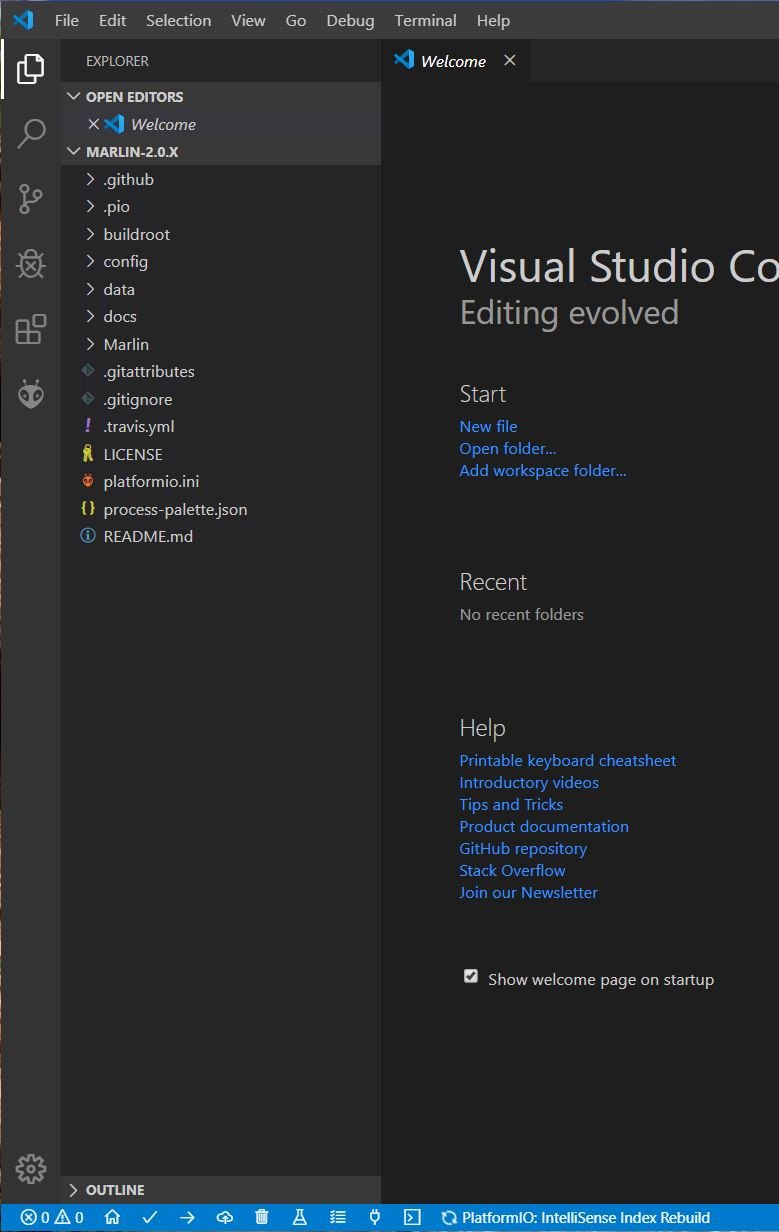 File Edit Selection View Go Debug Terminal Help
EXPLORER
OPEN EDITORS
Welcome
MARLIN-2.0.X
.github
.pio
buildroot
config
data
docs
Marlin
.gitattributes
.gitignore
.travis.yml
LICENSE
platformio.ini
process-palette.json
README.md
OUTLINE
Welcome
Visual Studio Co
Editing evolved
Start
New file
Open folder...
Add workspace folder...
Recent
No recent folders
Help
Printable keyboard cheatsheet
Introductory videos
Tips and Tricks
Product documentation
GitHub repository
Stack Overflow
Join our Newsletter
Show welcome page on startup
0 0 PlatformIO: IntelliSense Index Rebuild